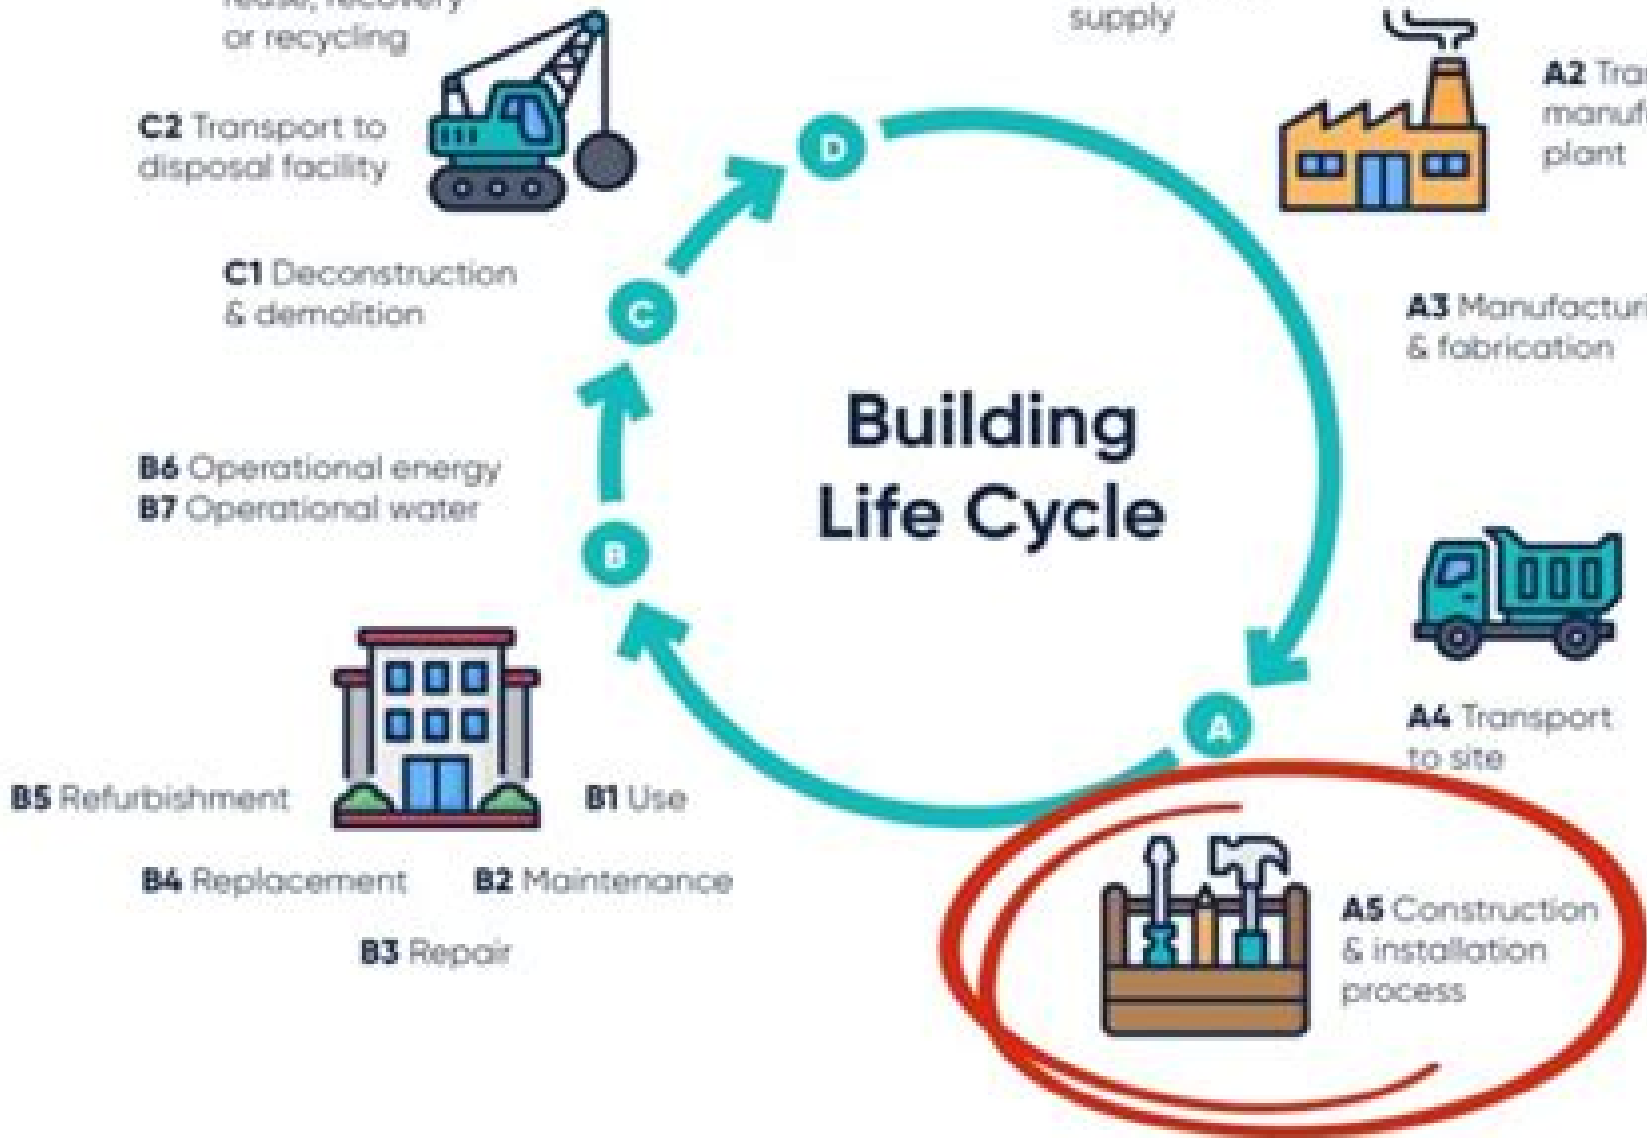 or recycling
supply
C2 Transport to
disposal facility
A2
plant
C1 Deconstruction
& demolition
A3
& fabrication
D
C
B
A
Building
Life Cycle
B6 Operational energy
B7 Operational water
A4 Transport
to site
B5 Refurbishment
B1 Use
B4 Replacement
B2 Maintenance
B3 Repair
A5 Construction
& installation
process